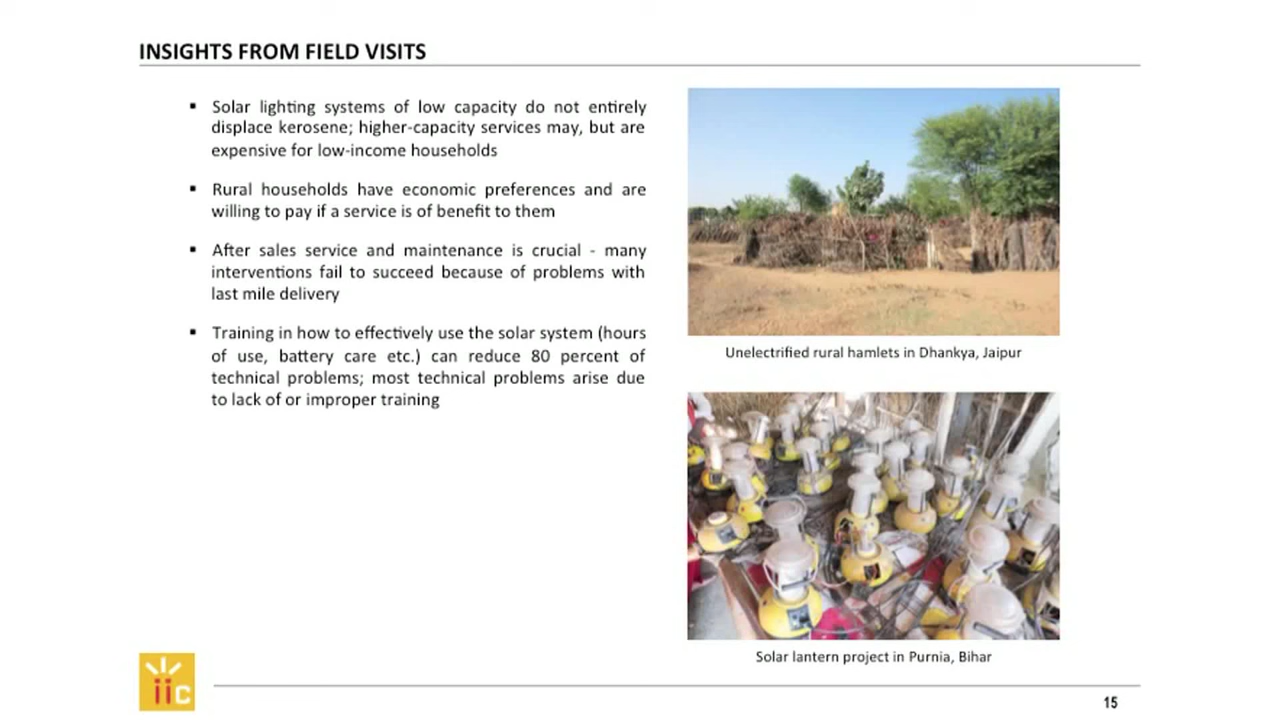 INSIGHTS FROM FIELD VISITS
▪ Solar lighting systems of low capacity do not entirely
displace kerosene; higher-capacity services may, but are
expensive for low-income households
▪ Rural households have economic preferences and are
willing to pay if a service is of benefit to them
▪ After sales service and maintenance is crucial - many
interventions fail to succeed because of problems with
last mile delivery
▪ Training in how to effectively use the solar system (hours
of use, battery care etc.) can reduce 80 percent of
technical problems; most technical problems arise due
to lack of or improper training
Unelectrified rural hamlets in Dhankya, Jaipur
Solar lantern project in Purnia, Bihar
iic
15